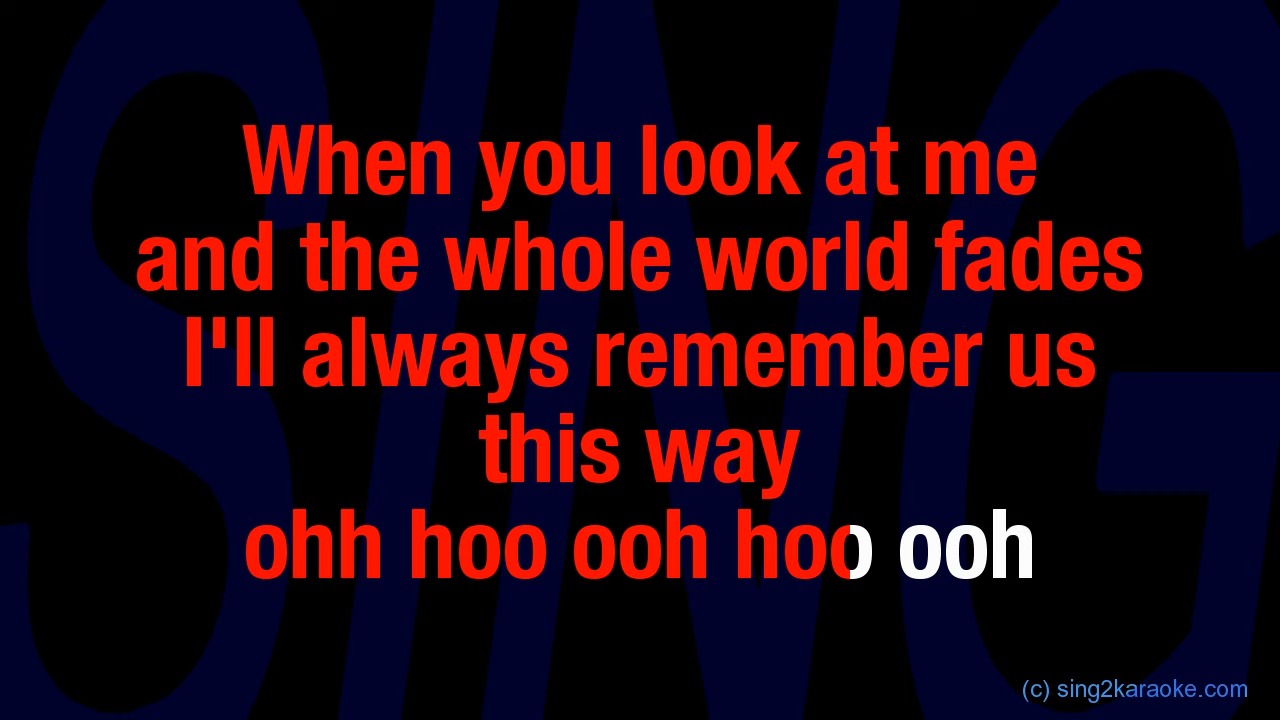 SING
When you look at me
and the whole world fades
I'll always remember us
this way
ohh hoo ooh hoo ooh
(c) sing2karaoke.com